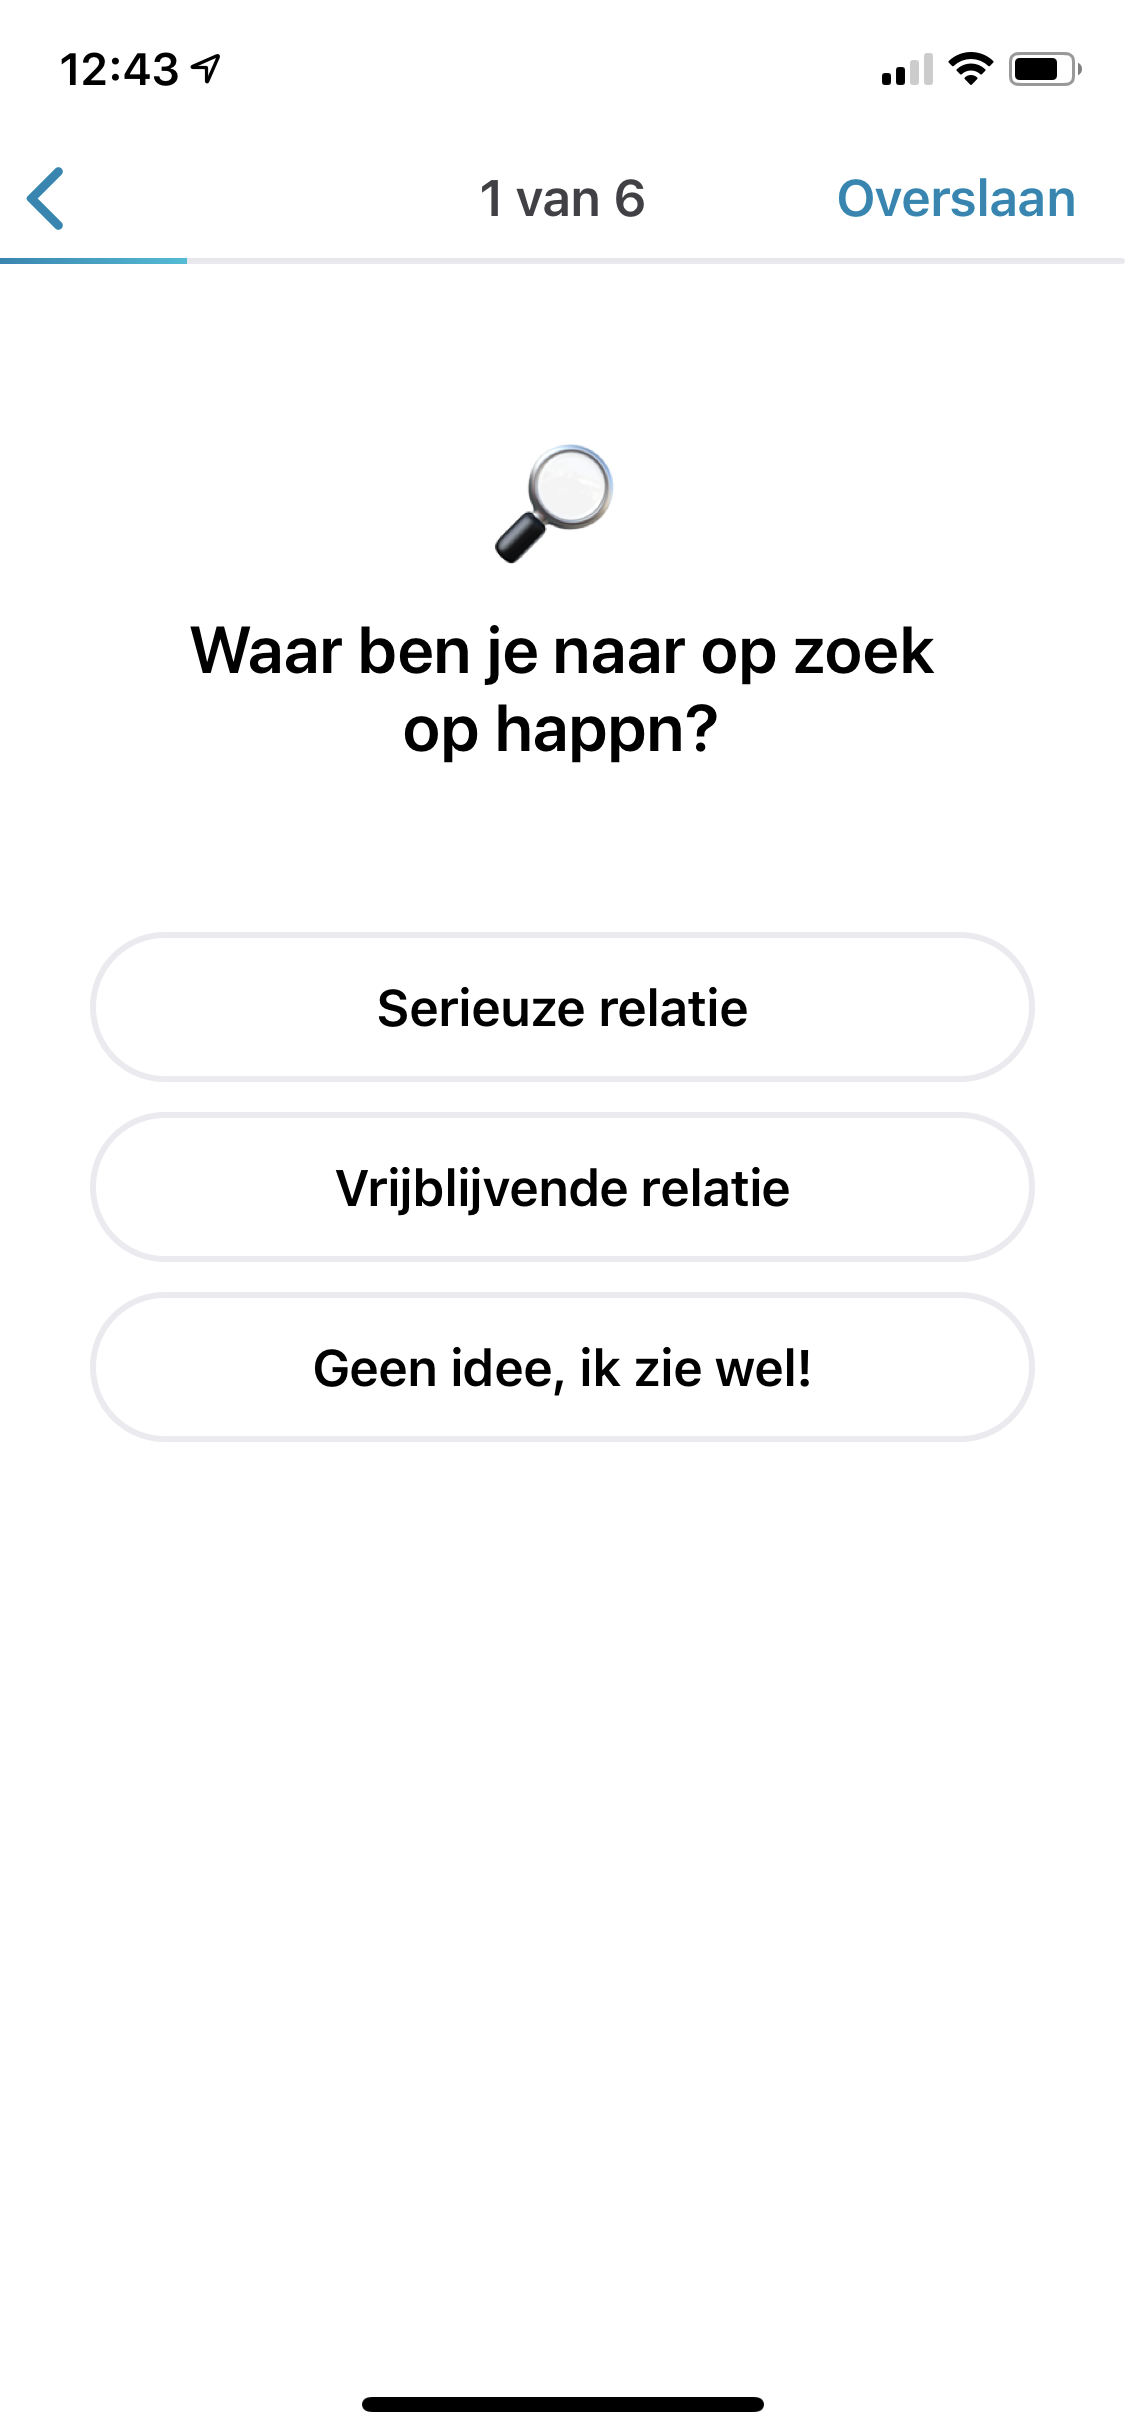 12:43
1 van 6
Overslaan
Waar ben je naar op zoek
op happn?
Serieuze relatie
Vrijblijvende relatie
Geen idee, ik zie wel!